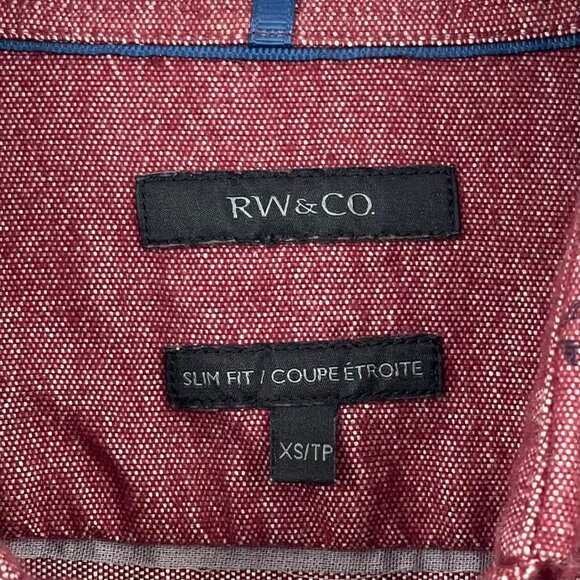 RW&CO.
SLIM FIT / COUPE ÉTROITE
XS/TP